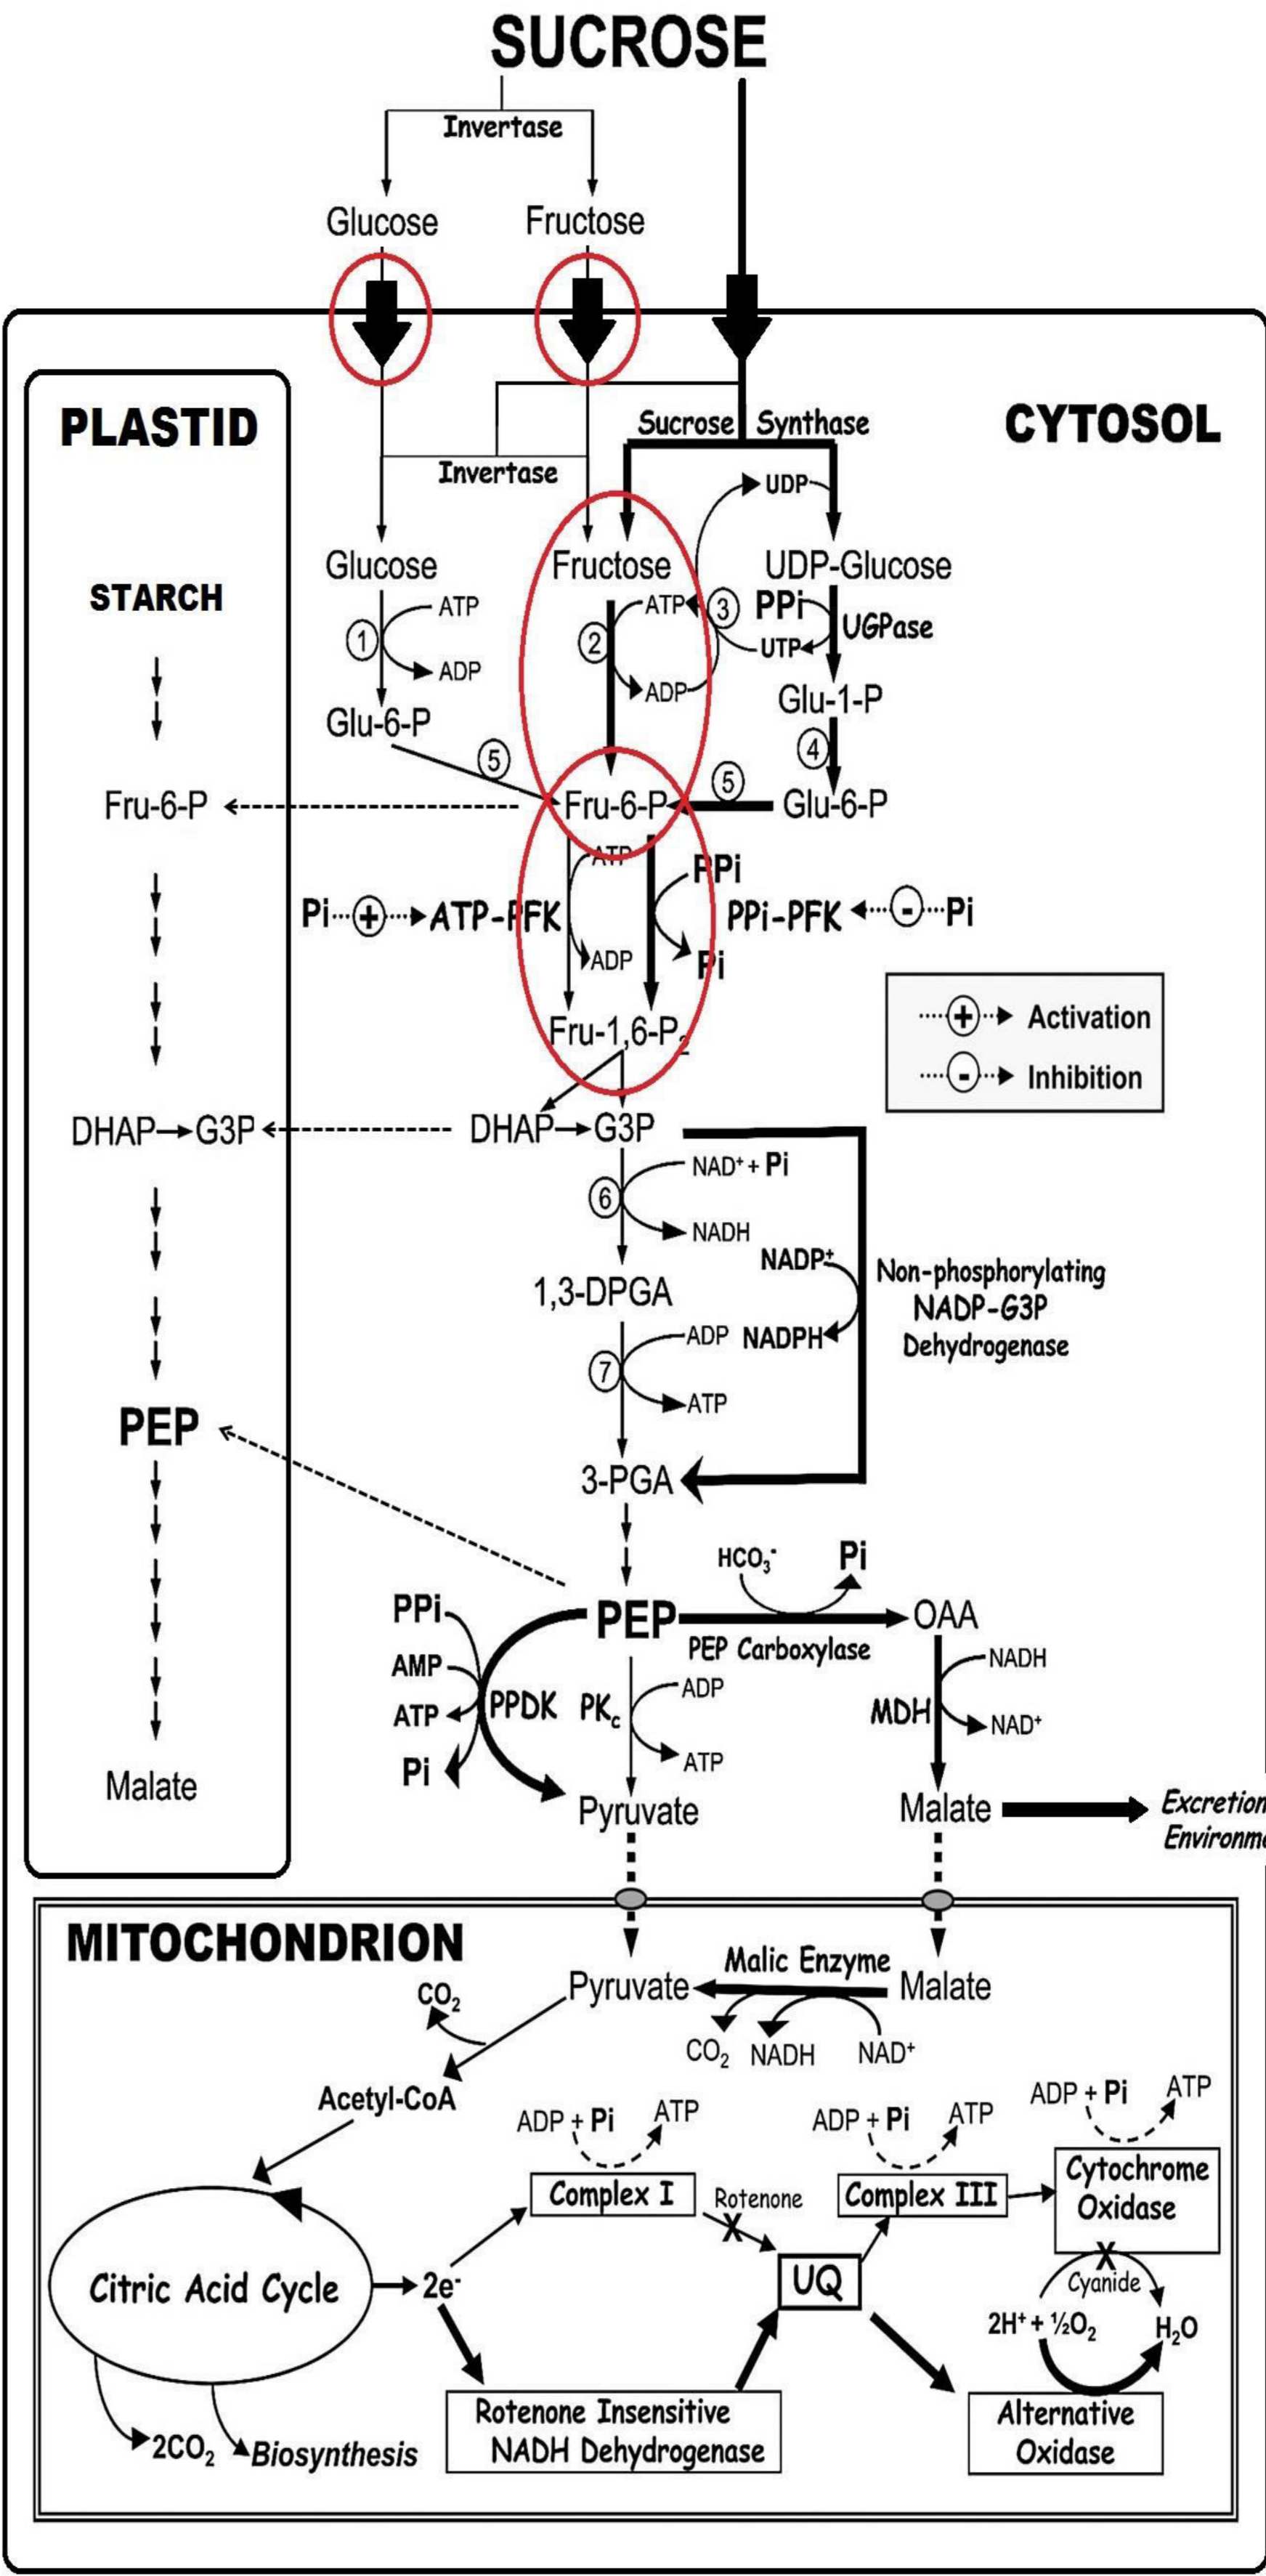 SUCROSE
Invertase
Glucose
Fructose
PLASTID
CYTOSOL
Sucrose Synthase
Invertase
UDP
Glucose
Fructose
UDP-Glucose
STARCH
ATP
ATP
3
PPi
UGPase
1
2
UTP
ADP
ADP
Glu-1-P
Glu-6-P
4
5
5
Fru-6-P
Fru-6-P
Glu-6-P
ATP
PPi
Pi + ATP-PFK
PPi-PFK - Pi
ADP
Pi
+ Activation
Fru-1,6-P2
- Inhibition
DHAP G3P
DHAP G3P
NAD+ + Pi
6
NADH
NADP+
Non-phosphorylating
NADP-G3P
Dehydrogenase
1,3-DPGA
ADP
NADPH
7
ATP
PEP
3-PGA
HCO3-
Pi
PPi
PEP
OAA
PEP Carboxylase
AMP
ADP
NADH
ATP
PPDK
PKc
MDH
NAD+
Pi
ATP
Malate
Pyruvate
Malate
Excretion
MITOCHONDRION
Malic Enzyme
Pyruvate
Malate
CO2
CO2
NADH
NAD+
Acetyl-CoA
ADP + Pi
ATP
ADP + Pi
ATP
ADP + Pi
ATP
Complex I
Rotenone
X
Complex III
Cytochrome
Oxidase
X
Cyanide
Citric Acid Cycle
2e-
UQ
2H+ + ½O2
H2O
Rotenone Insensitive
NADH Dehydrogenase
Alternative
Oxidase
2CO2
Biosynthesis